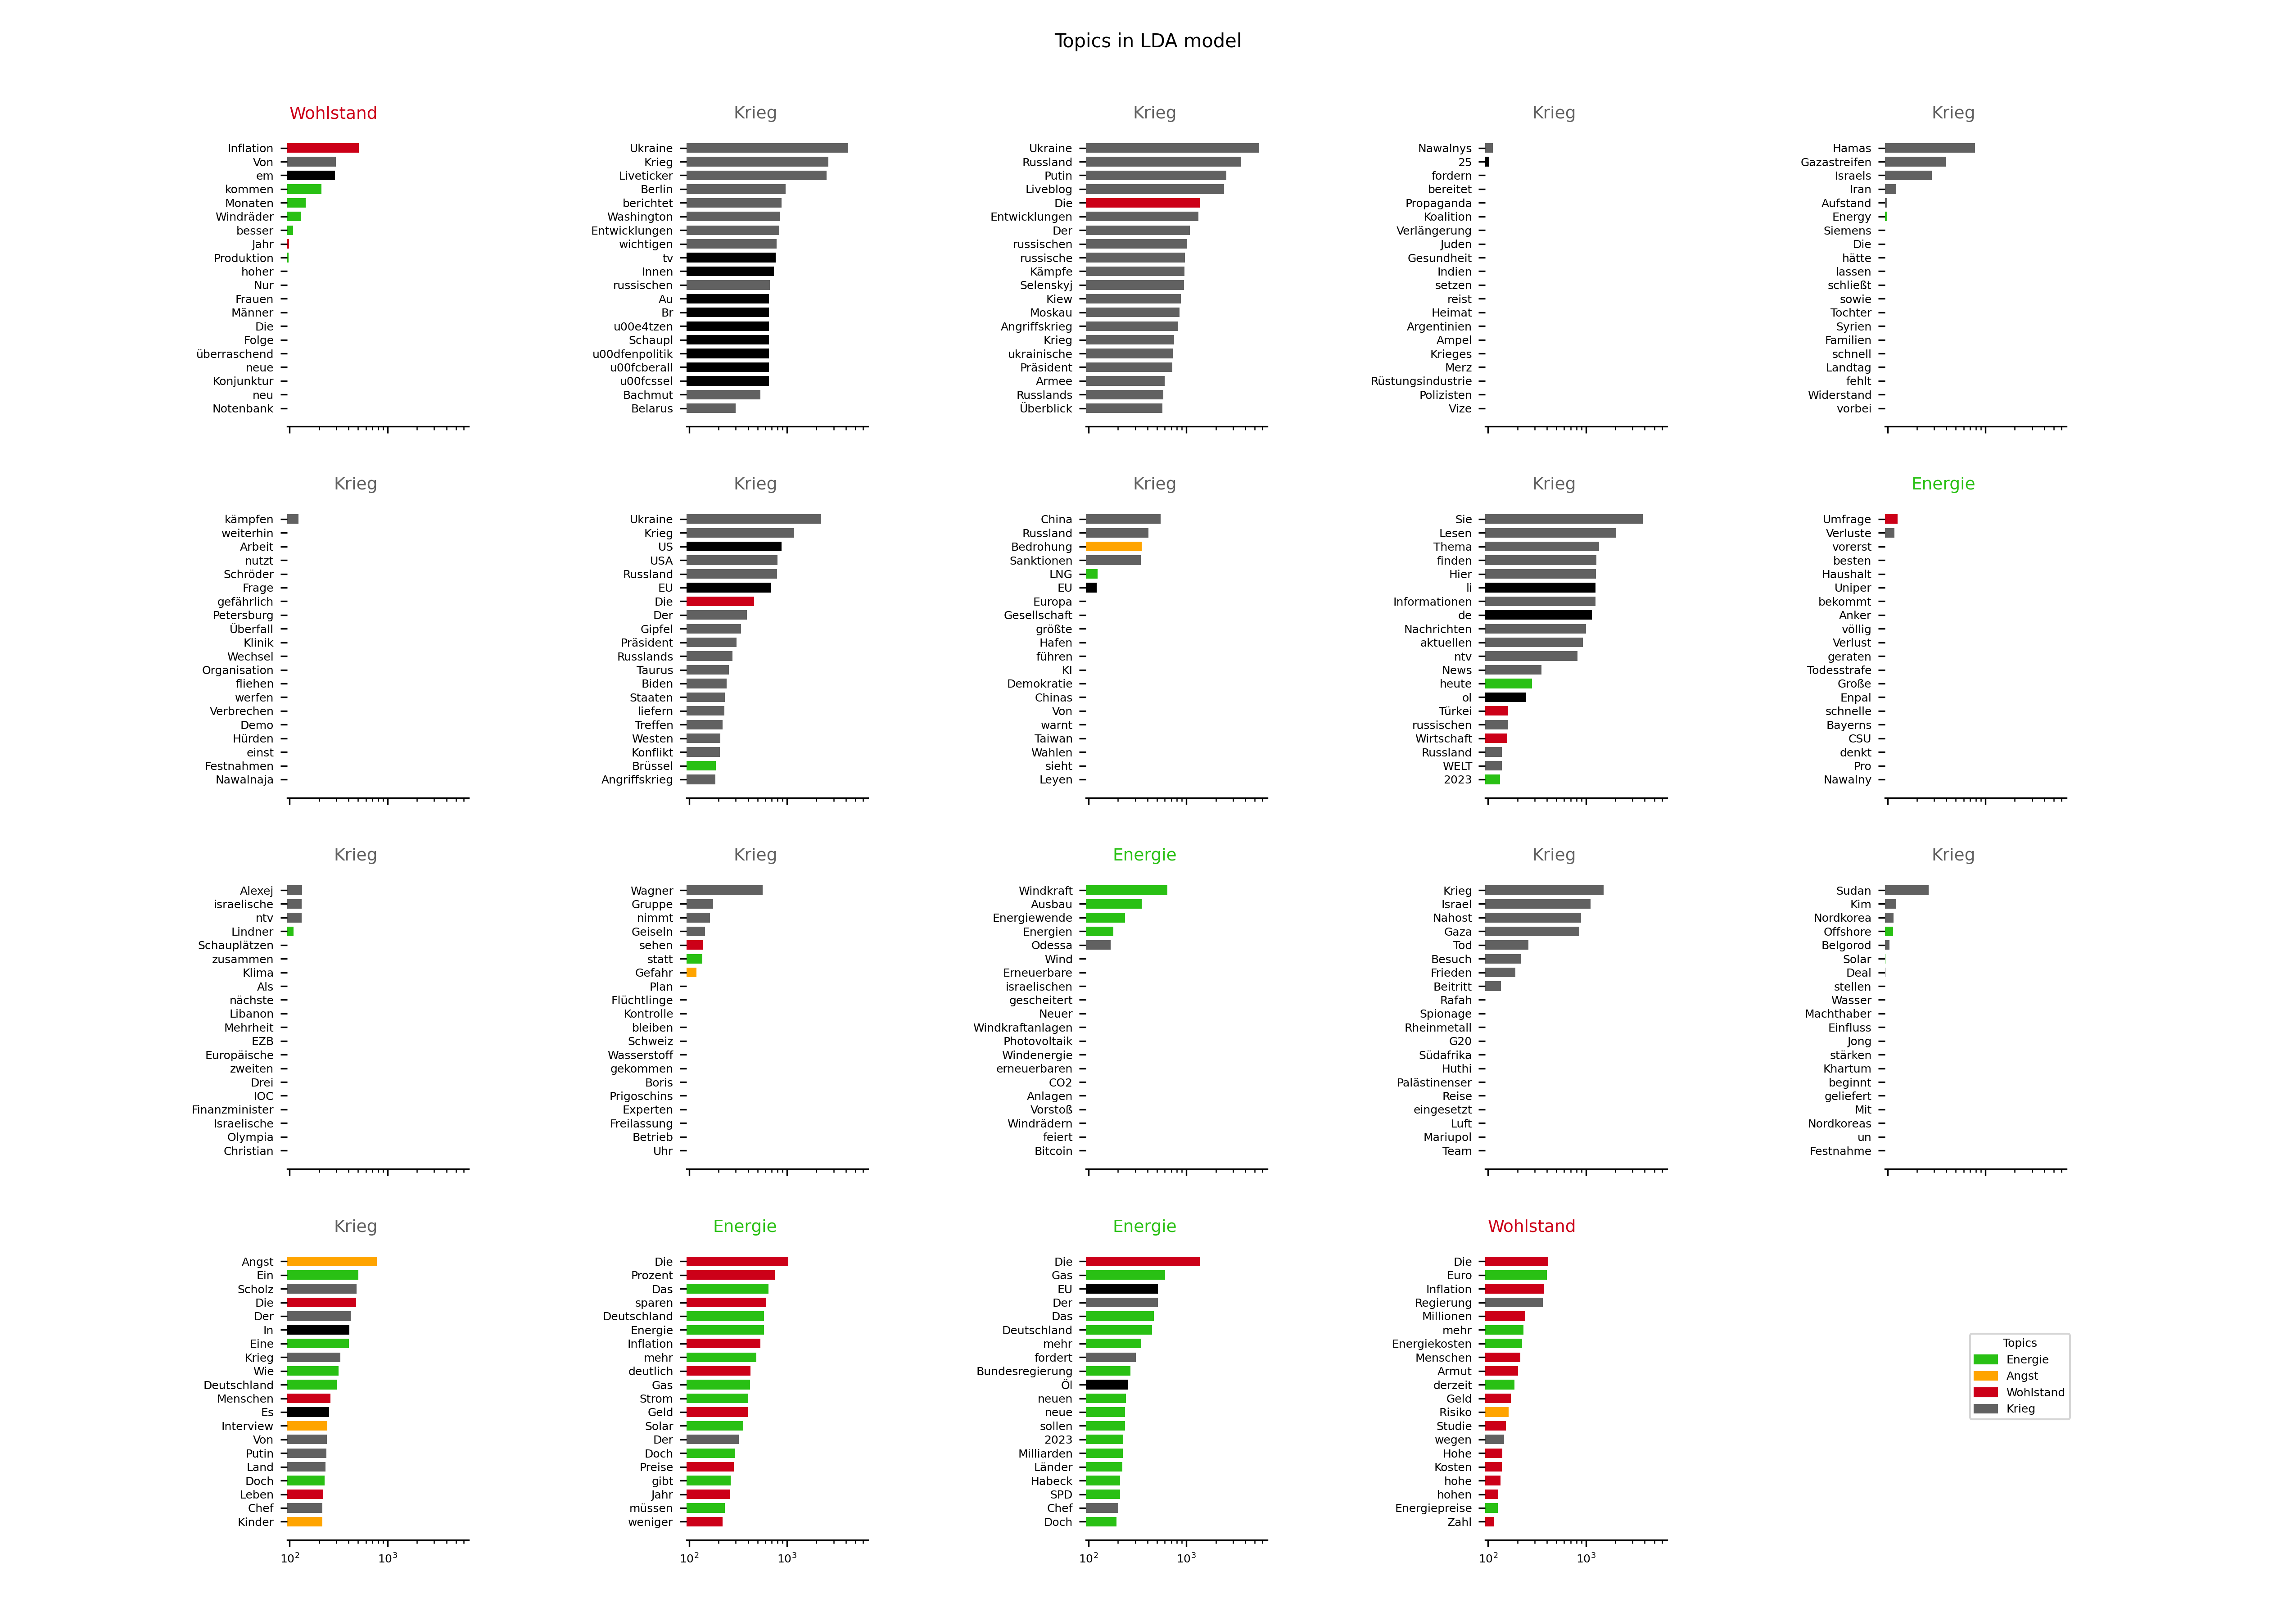 Topics in LDA model
Wohlstand
Inflation
Von
em
kommen
Monaten
Windräder
besser
Jahr
Produktion
hoher
Nur
Frauen
Männer
Die
Folge
überraschend
neue
Konjunktur
neu
Notenbank
Krieg
Ukraine
Krieg
Liveticker
Berlin
berichtet
Washington
Entwicklungen
wichtigen
tv
Innen
russischen
Au
Br
u00e4tzen
Schaupl
u00dfenpolitik
u00fcberall
u00fcssel
Bachmut
Belarus
Krieg
Ukraine
Russland
Putin
Liveblog
Die
Entwicklungen
Der
russischen
russische
Kämpfe
Selenskyj
Kiew
Moskau
Angriffskrieg
Krieg
ukrainische
Präsident
Armee
Russlands
Überblick
Krieg
Nawalnys
25
fordern
bereitet
Propaganda
Koalition
Verlängerung
Juden
Gesundheit
Indien
setzen
reist
Heimat
Argentinien
Ampel
Krieges
Merz
Rüstungsindustrie
Polizisten
Vize
Krieg
Hamas
Gazastreifen
Israels
Iran
Aufstand
Energy
Siemens
Die
hätte
lassen
schließt
sowie
Tochter
Syrien
Familien
schnell
Landtag
fehlt
Widerstand
vorbei
Krieg
kämpfen
weiterhin
Arbeit
nutzt
Schröder
Frage
gefährlich
Petersburg
Überfall
Klinik
Wechsel
Organisation
fliehen
werfen
Verbrechen
Demo
Hürden
einst
Festnahmen
Nawalnaja
Krieg
Ukraine
Krieg
US
USA
Russland
EU
Die
Der
Gipfel
Präsident
Russlands
Taurus
Biden
Staaten
liefern
Treffen
Westen
Konflikt
Brüssel
Angriffskrieg
Krieg
China
Russland
Bedrohung
Sanktionen
LNG
EU
Europa
Gesellschaft
größte
Hafen
führen
KI
Demokratie
Chinas
Von
warnt
Taiwan
Wahlen
sieht
Leyen
Krieg
Sie
Lesen
Thema
finden
Hier
li
Informationen
de
Nachrichten
aktuellen
ntv
News
heute
ol
Türkei
russischen
Wirtschaft
Russland
WELT
2023
Energie
Umfrage
Verluste
vorerst
besten
Haushalt
Uniper
bekommt
Anker
völlig
Verlust
geraten
Todesstrafe
Große
Enpal
schnelle
Bayerns
CSU
denkt
Pro
Nawalny
Krieg
Alexej
israelische
ntv
Lindner
Schauplätzen
zusammen
Klima
Als
nächste
Libanon
Mehrheit
EZB
Europäische
zweiten
Drei
IOC
Finanzminister
Israelische
Olympia
Christian
Krieg
Wagner
Gruppe
nimmt
Geiseln
sehen
statt
Gefahr
Plan
Flüchtlinge
Kontrolle
bleiben
Schweiz
Wasserstoff
gekommen
Boris
Prigoschins
Experten
Freilassung
Betrieb
Uhr
Energie
Windkraft
Ausbau
Energiewende
Energien
Odessa
Wind
Erneuerbare
israelischen
gescheitert
Neuer
Windkraftanlagen
Photovoltaik
Windenergie
erneuerbaren
CO2
Anlagen
Vorstoß
Windrädern
feiert
Bitcoin
Krieg
Krieg
Israel
Nahost
Gaza
Tod
Besuch
Frieden
Beitritt
Rafah
Spionage
Rheinmetall
G20
Südafrika
Huthi
Palästinenser
Reise
eingesetzt
Luft
Mariupol
Team
Krieg
Sudan
Kim
Nordkorea
Offshore
Belgorod
Solar
Deal
stellen
Wasser
Machthaber
Einfluss
Jong
stärken
Khartum
beginnt
geliefert
Mit
Nordkoreas
un
Festnahme
Krieg
Angst
Ein
Scholz
Die
Der
In
Eine
Krieg
Wie
Deutschland
Menschen
Es
Interview
Von
Putin
Land
Doch
Leben
Chef
Kinder
10² 10³
Energie
Die
Prozent
Das
sparen
Deutschland
Energie
Inflation
mehr
deutlich
Gas
Strom
Geld
Solar
Der
Doch
Preise
gibt
Jahr
müssen
weniger
10² 10³
Energie
Die
Gas
EU
Der
Das
Deutschland
mehr
fordert
Bundesregierung
Öl
neuen
neue
sollen
2023
Milliarden
Länder
Habeck
SPD
Chef
Doch
10² 10³
Wohlstand
Die
Euro
Inflation
Regierung
Millionen
mehr
Energiekosten
Menschen
Armut
derzeit
Geld
Risiko
Studie
wegen
Hohe
Kosten
hohe
hohen
Energiepreise
Zahl
10² 10³
Topics
Energie
Angst
Wohlstand
Krieg